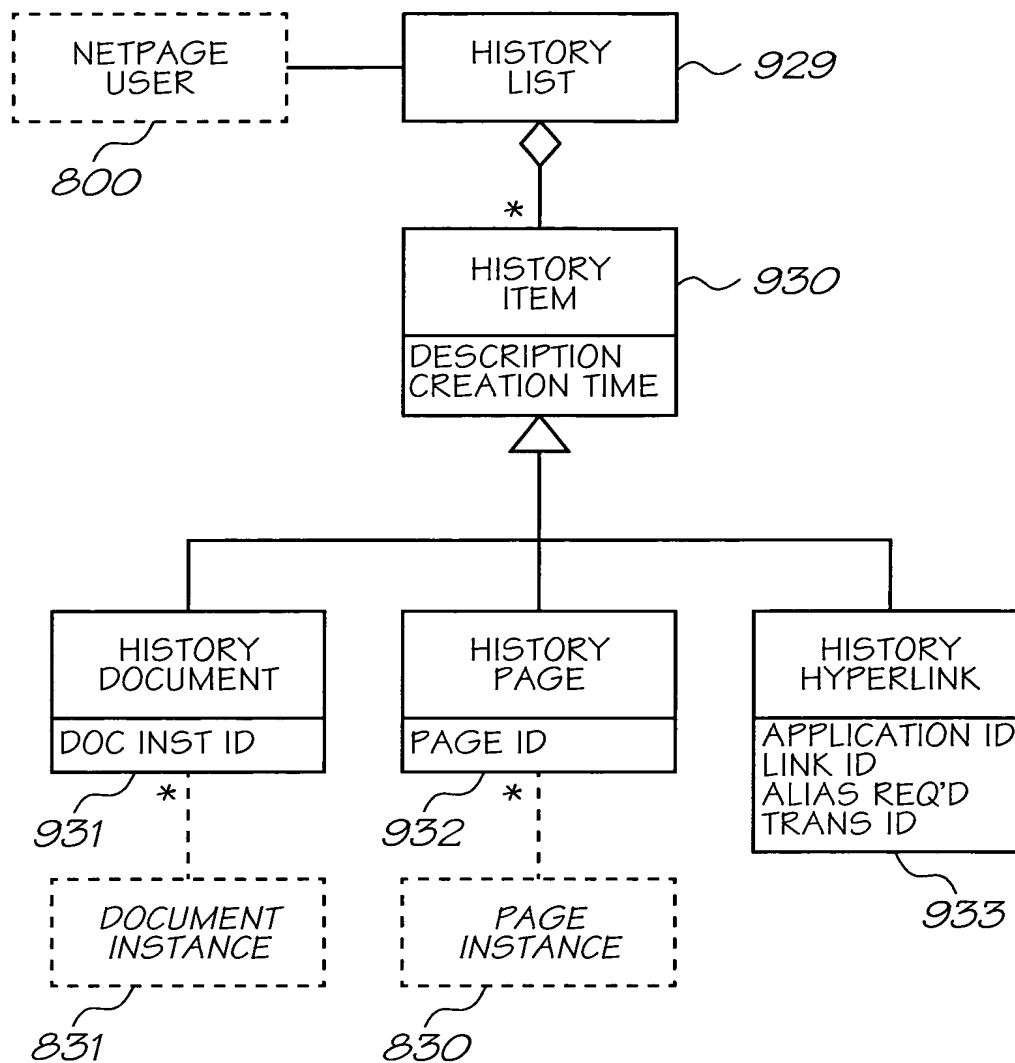 NETPAGE
USER
800
HISTORY
LIST
929
*
HISTORY
ITEM
930
DESCRIPTION
CREATION TIME
HISTORY
DOCUMENT
DOC INST ID
931
*
HISTORY
PAGE
PAGE ID
932
*
HISTORY
HYPERLINK
APPLICATION ID
LINK ID
ALIAS REQ'D
TRANS ID
933
DOCUMENT
INSTANCE
831
PAGE
INSTANCE
830